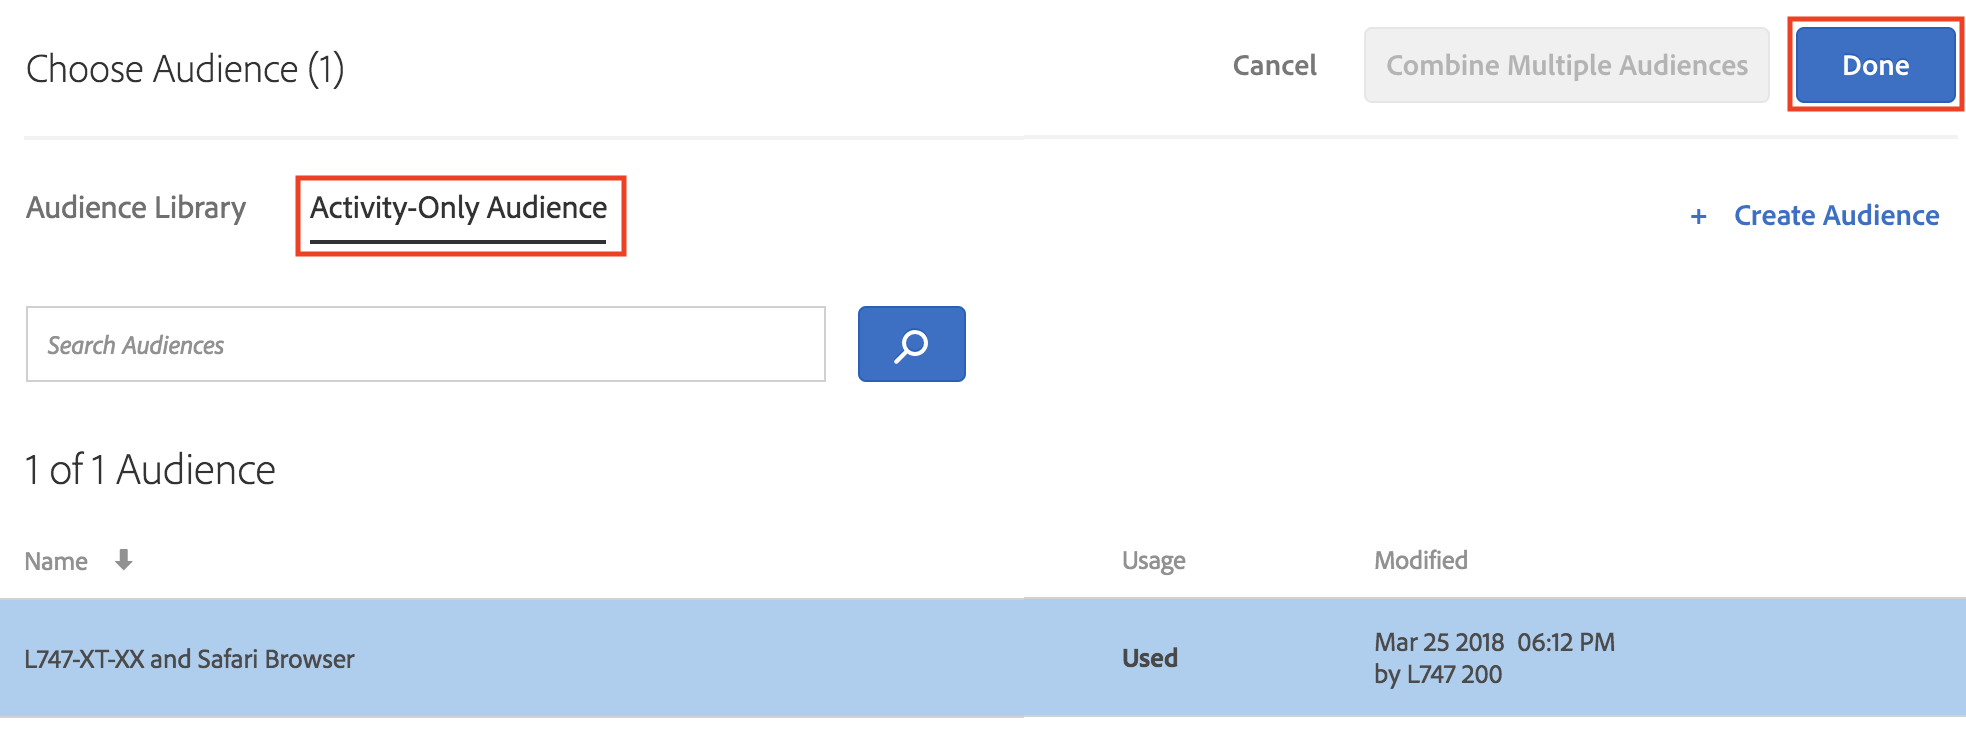 Choose Audience (1)
Cancel
Combine Multiple Audiences
Done
Audience Library
Activity-Only Audience
+ Create Audience
Search Audiences
1 of 1 Audience
Name
Usage
Modified
L747-XT-XX and Safari Browser
Used
Mar 25 2018 06:12 PM
by L747 200